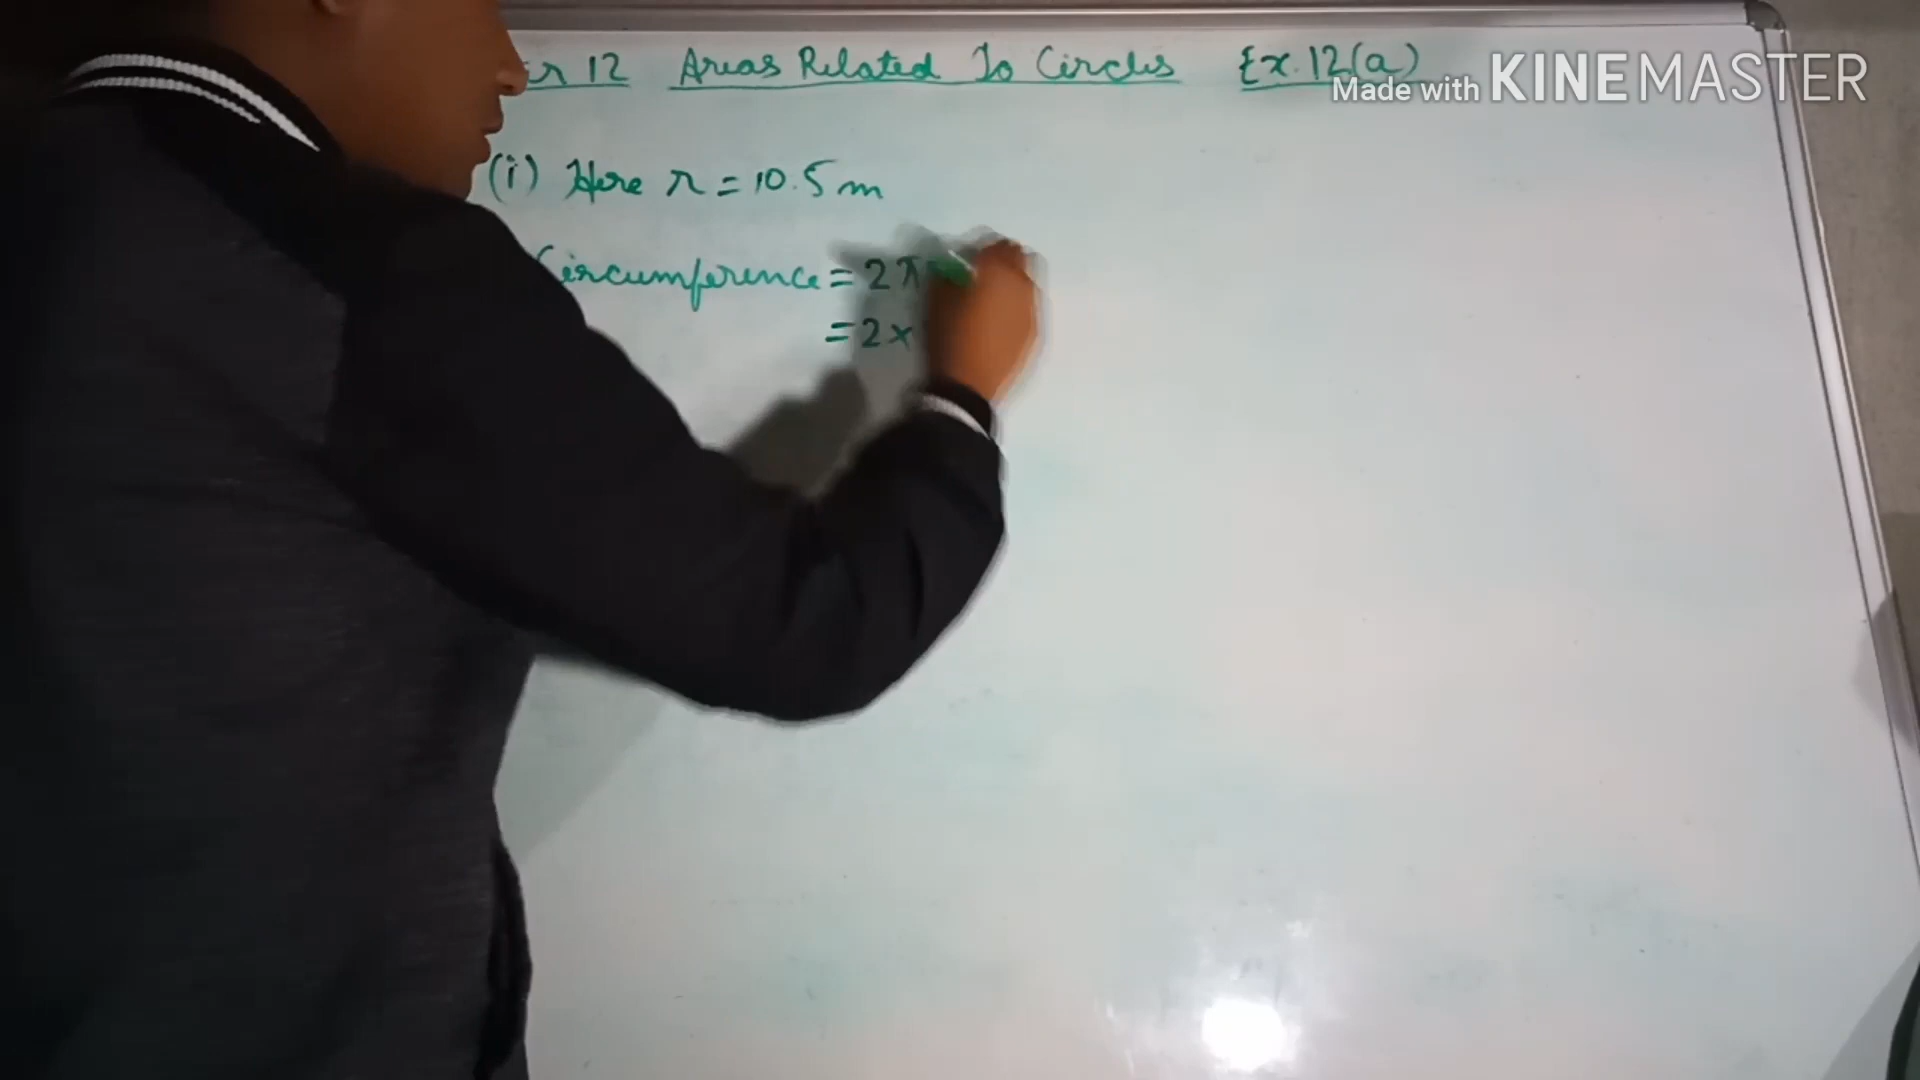 12 Areas Related To Circles Ex.12(a)
Made with KINEMASTER
(i) Here r = 10.5 m
Circumference = 2π
= 2×